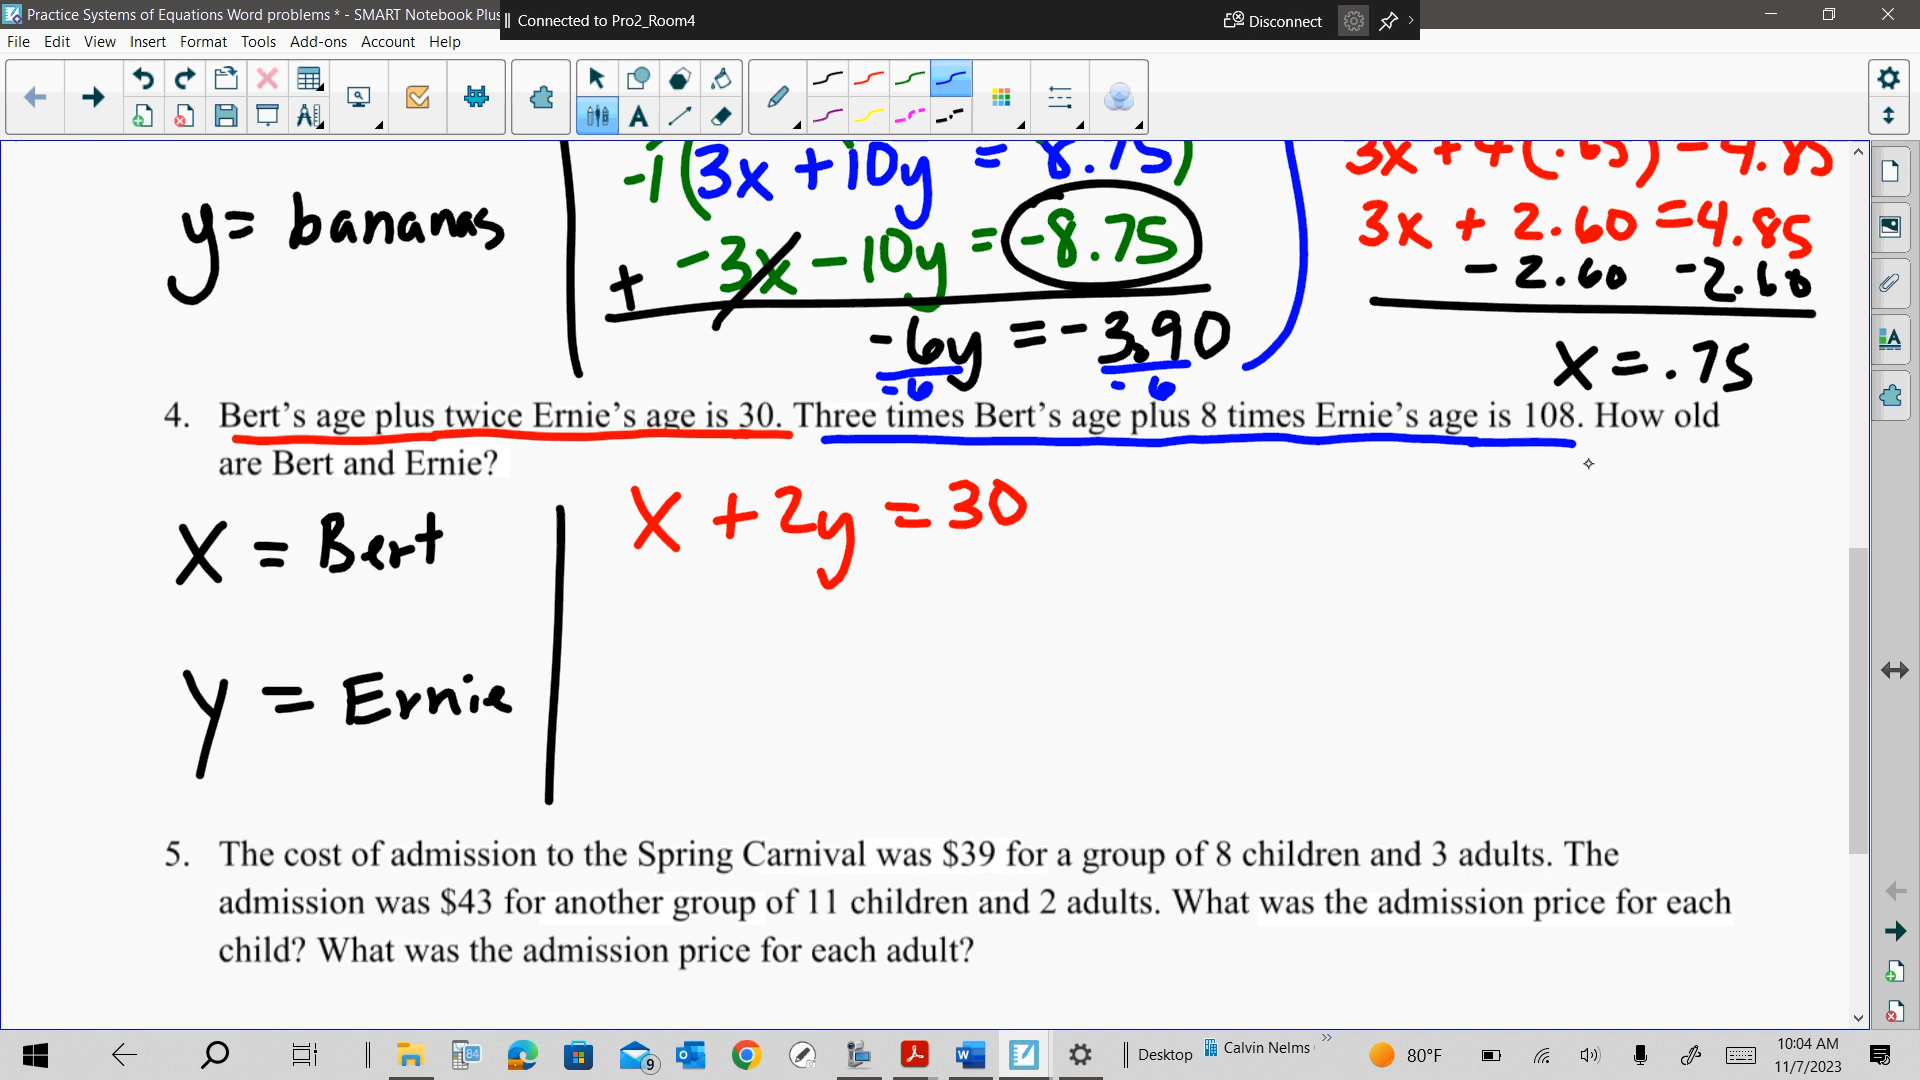 Practice Systems of Equations Word problems * - SMART Notebook Plus
Connected to Pro2_Room4
Disconnect
File Edit View Insert Format Tools Add-ons Account Help
-1(3x + 10y = 8.75)
3x + 4(.65) = 4.85
y = bananas
-3x - 10y = -8.75
3x + 2.60 = 4.85
- 2.60 -2.60
+
-6y = -3.90
-6 -6
x = .75
4. Bert's age plus twice Ernie's age is 30. Three times Bert's age plus 8 times Ernie's age is 108. How old
are Bert and Ernie?
x + 2y = 30
X = Bert
y = Ernie
5. The cost of admission to the Spring Carnival was $39 for a group of 8 children and 3 adults. The
admission was $43 for another group of 11 children and 2 adults. What was the admission price for each
child? What was the admission price for each adult?
84
9
Desktop
Calvin Nelms
80°F
10:04 AM
11/7/2023